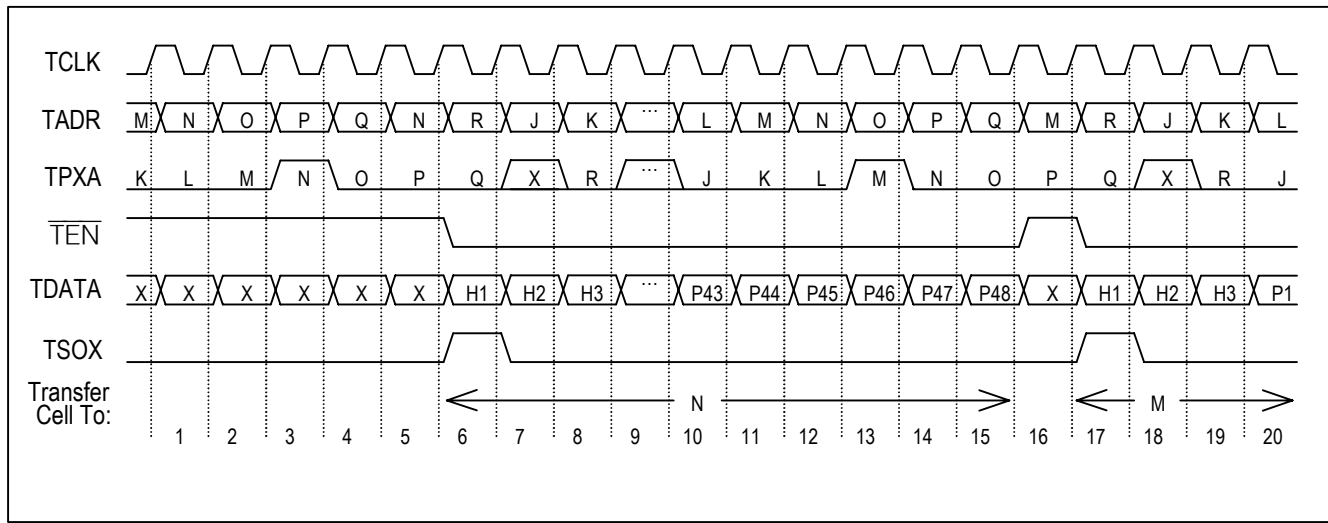 TCLK
TADR M N O P Q N R J K ... L M N O P Q M R J K L
TPXA K L M N O P Q X R ... J K L M N O P Q X R J
TEN
TDATA X X X X X X H1 H2 H3 ... P43 P44 P45 P46 P47 P48 X H1 H2 H3 P1
TSOX
Transfer
Cell To: N M
1 2 3 4 5 6 7 8 9 10 11 12 13 14 15 16 17 18 19 20